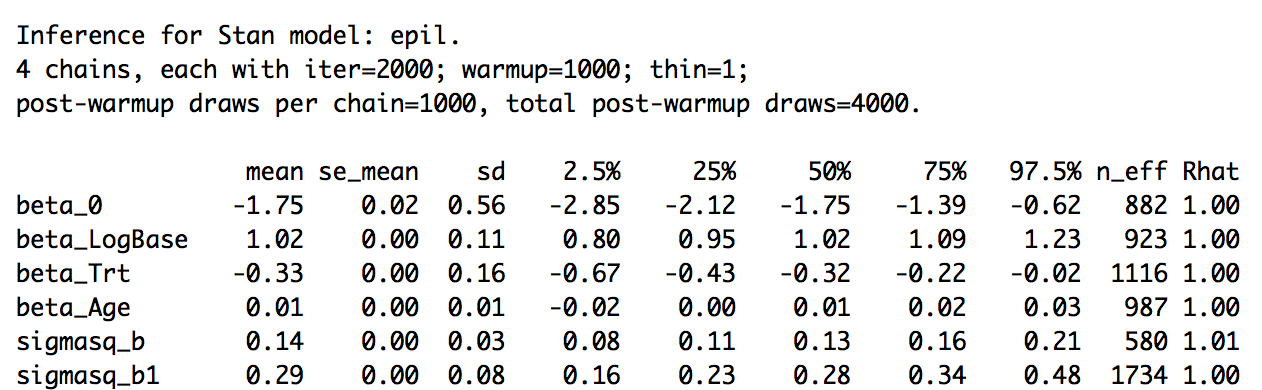 Inference for Stan model: epil.
4 chains, each with iter=2000; warmup=1000; thin=1;
post-warmup draws per chain=1000, total post-warmup draws=4000.
mean se_mean sd 2.5% 25% 50% 75% 97.5% n_eff Rhat
beta_0 -1.75 0.02 0.56 -2.85 -2.12 -1.75 -1.39 -0.62 882 1.00
beta_LogBase 1.02 0.00 0.11 0.80 0.95 1.02 1.09 1.23 923 1.00
beta_Trt -0.33 0.00 0.16 -0.67 -0.43 -0.32 -0.22 -0.02 1116 1.00
beta_Age 0.01 0.00 0.01 -0.02 0.00 0.01 0.02 0.03 987 1.00
sigmasq_b 0.14 0.00 0.03 0.08 0.11 0.13 0.16 0.21 580 1.01
sigmasq_b1 0.29 0.00 0.08 0.16 0.23 0.28 0.34 0.48 1734 1.00